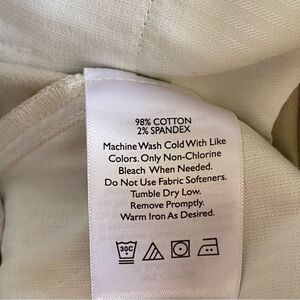 98% COTTON
2% SPANDEX
Machine Wash Cold With Like
Colors. Only Non-Chlorine
Bleach When Needed.
Do Not Use Fabric Softeners.
Tumble Dry Low.
Remove Promptly.
Warm Iron As Desired.
30C